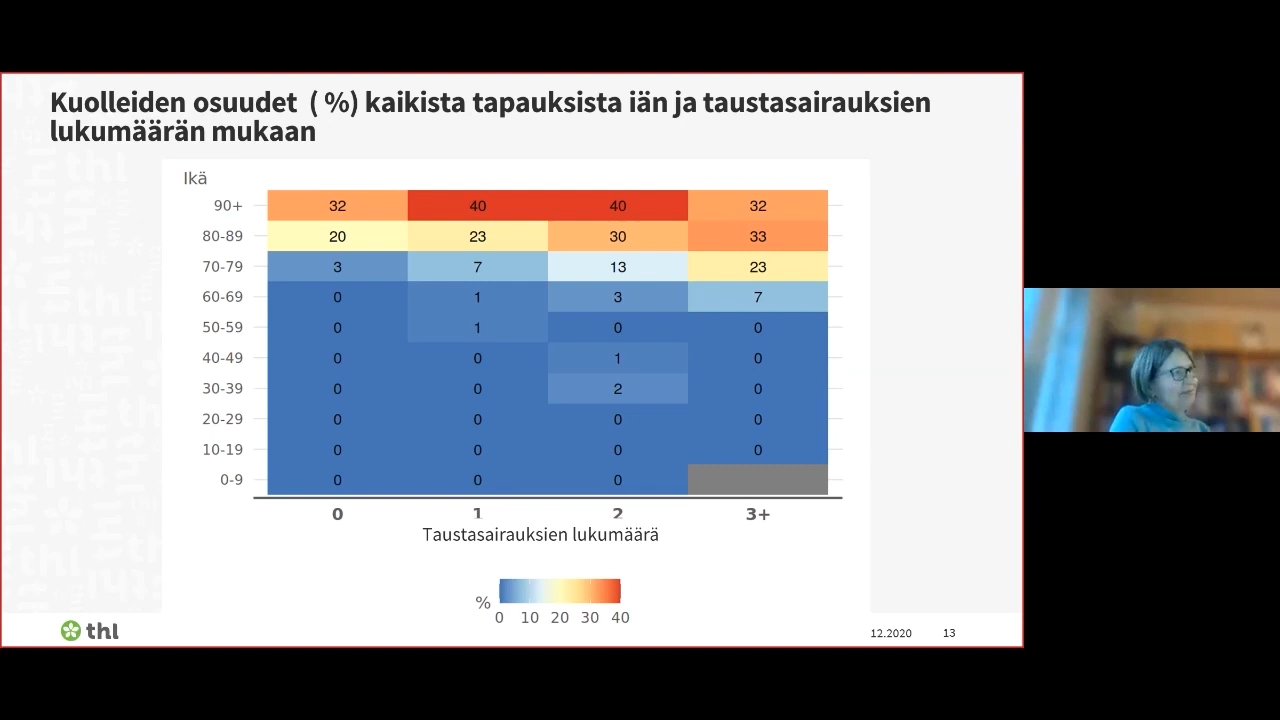 Kuolleiden osuudet ( %) kaikista tapauksista iän ja taustasairauksien
lukumäärän mukaan
Ikä
90+ 32 40 40 32
80-89 20 23 30 33
70-79 3 7 13 23
60-69 0 1 3 7
50-59 0 1 0 0
40-49 0 0 1 0
30-39 0 0 2 0
20-29 0 0 0 0
10-19 0 0 0 0
0-9 0 0 0
0 1 2 3+
Taustasairauksien lukumäärä
%
0 10 20 30 40
thl
12.2020 13